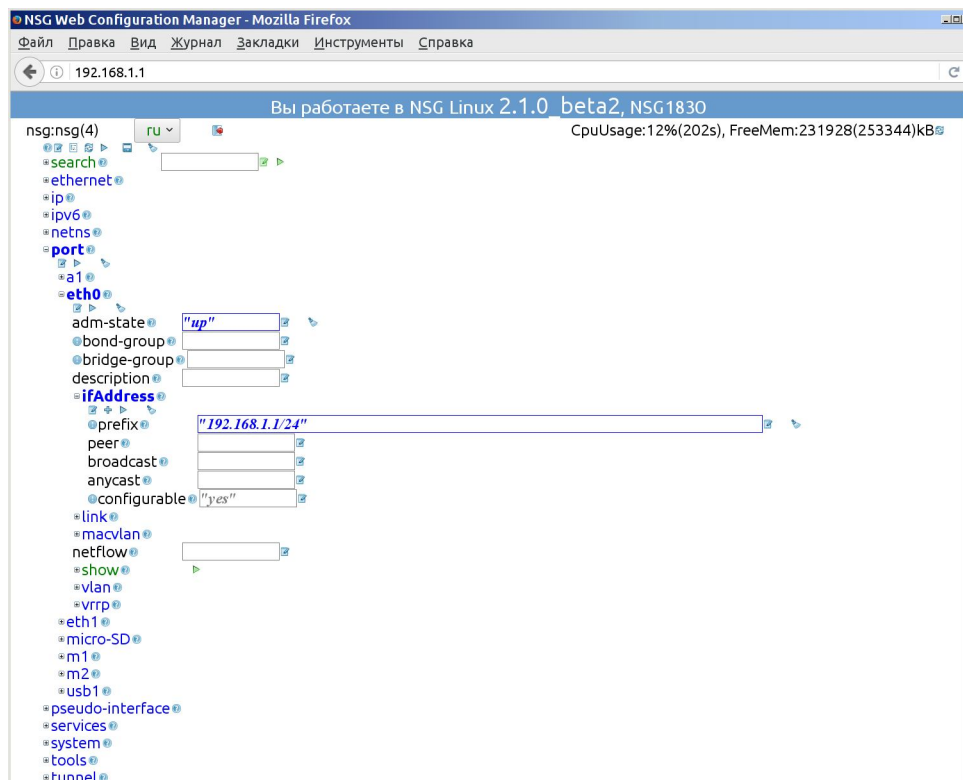 NSG Web Configuration Manager - Mozilla Firefox
Файл Правка Вид Журнал Закладки Инструменты Справка
192.168.1.1
Вы работаете в NSG Linux 2.1.0_beta2, NSG1830
nsg:nsg(4) ru CpuUsage:12%(202s), FreeMem:231928(253344)kB
search
ethernet
ip
ipv6
netns
port
a1
eth0
adm-state "up"
bond-group
bridge-group
description
ifAddress
prefix "192.168.1.1/24"
peer
broadcast
anycast
configurable "yes"
link
macvlan
netflow
show
vlan
vrrp
eth1
micro-SD
m1
m2
usb1
pseudo-interface
services
system
tools
tunnel